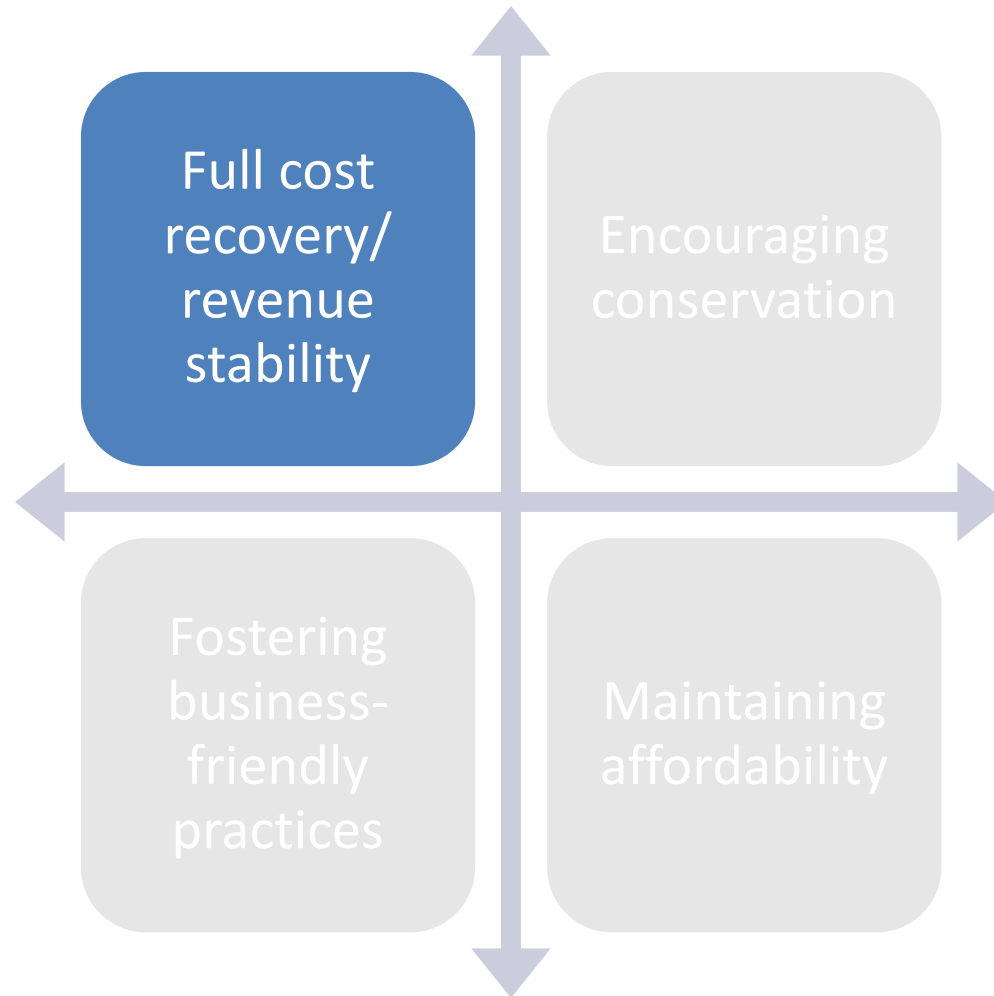 Full cost
recovery/
revenue
stability
Encouraging
conservation
Fostering
business-
friendly
practices
Maintaining
affordability